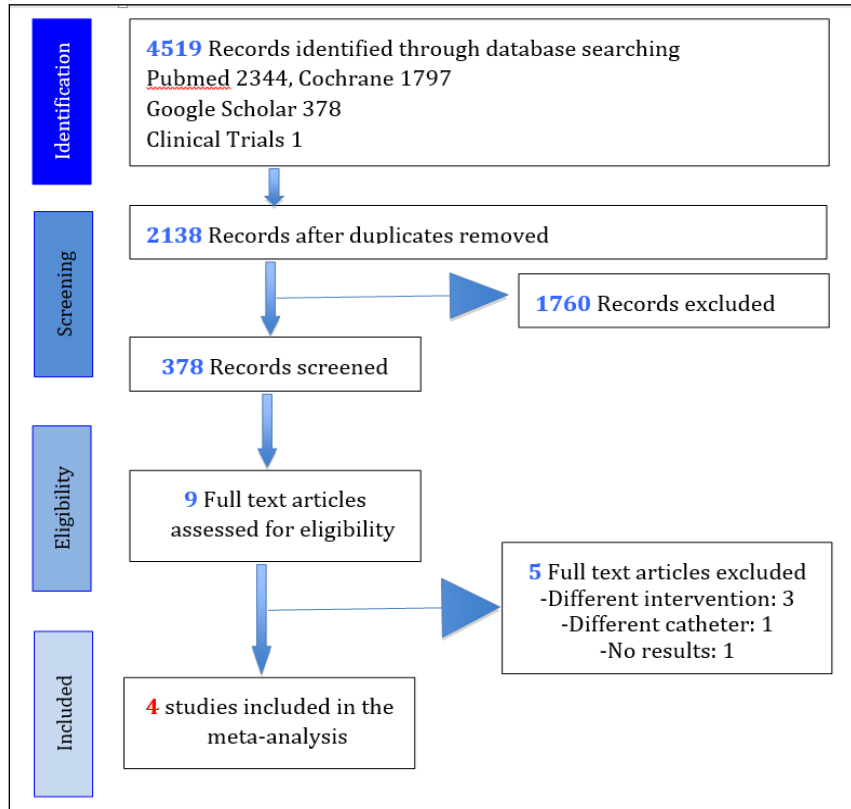 Identification
4519 Records identified through database searching
Pubmed 2344, Cochrane 1797
Google Scholar 378
Clinical Trials 1
Screening
2138 Records after duplicates removed
1760 Records excluded
378 Records screened
Eligibility
9 Full text articles
assessed for eligibility
5 Full text articles excluded
-Different intervention: 3
-Different catheter: 1
-No results: 1
Included
4 studies included in the
meta-analysis